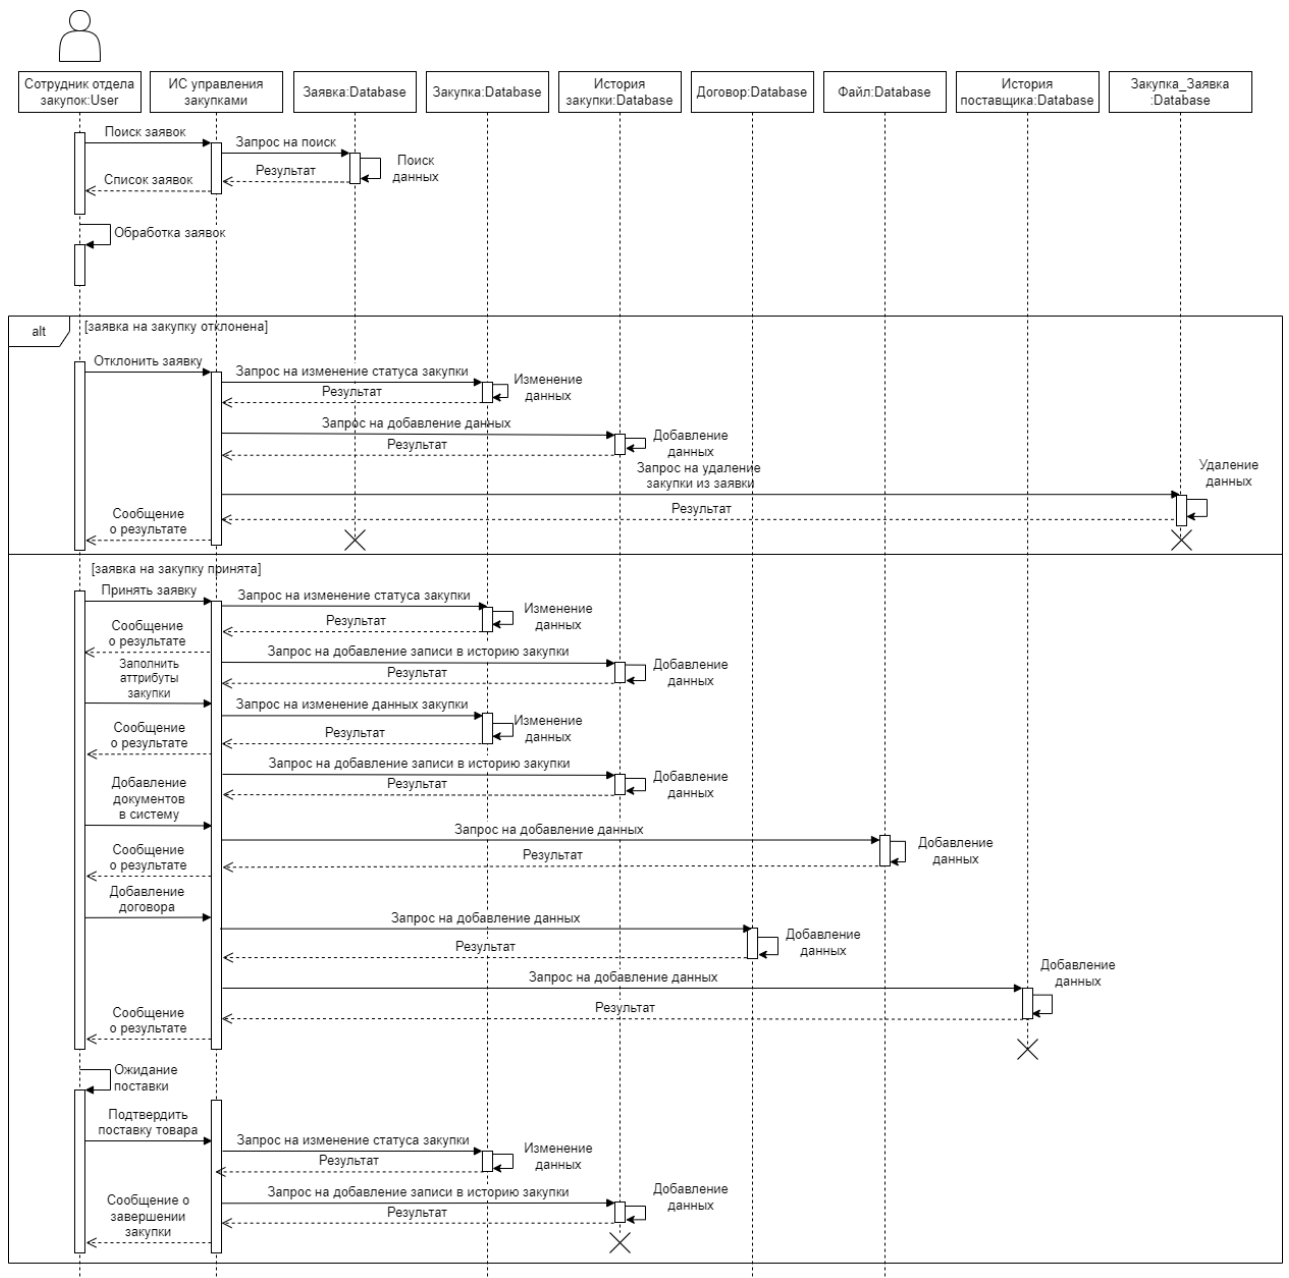 Сотрудник отдела
закупок:User
ИС управления
закупками
Заявка:Database
Закупка:Database
История
закупки:Database
Договор:Database
Файл:Database
История
поставщика:Database
Закупка_Заявка
:Database
Поиск заявок
Запрос на поиск
Поиск
данных
Результат
Список заявок
Обработка заявок
alt
[заявка на закупку отклонена]
Отклонить заявку
Запрос на изменение статуса закупки
Изменение
данных
Результат
Запрос на добавление данных
Добавление
данных
Результат
Запрос на удаление
закупки из заявки
Удаление
данных
Результат
Сообщение
о результате
[заявка на закупку принята]
Принять заявку
Запрос на изменение статуса закупки
Изменение
данных
Результат
Сообщение
о результате
Запрос на добавление записи в историю закупки
Добавление
данных
Результат
Заполнить
аттрибуты
закупки
Запрос на изменение данных закупки
Изменение
данных
Результат
Сообщение
о результате
Запрос на добавление записи в историю закупки
Добавление
данных
Результат
Добавление
документов
в систему
Запрос на добавление данных
Добавление
данных
Результат
Сообщение
о результате
Добавление
договора
Запрос на добавление данных
Добавление
данных
Результат
Запрос на добавление данных
Добавление
данных
Результат
Сообщение
о результате
Ожидание
поставки
Подтвердить
поставку товара
Запрос на изменение статуса закупки
Изменение
данных
Результат
Запрос на добавление записи в историю закупки
Добавление
данных
Результат
Сообщение о
завершении
закупки